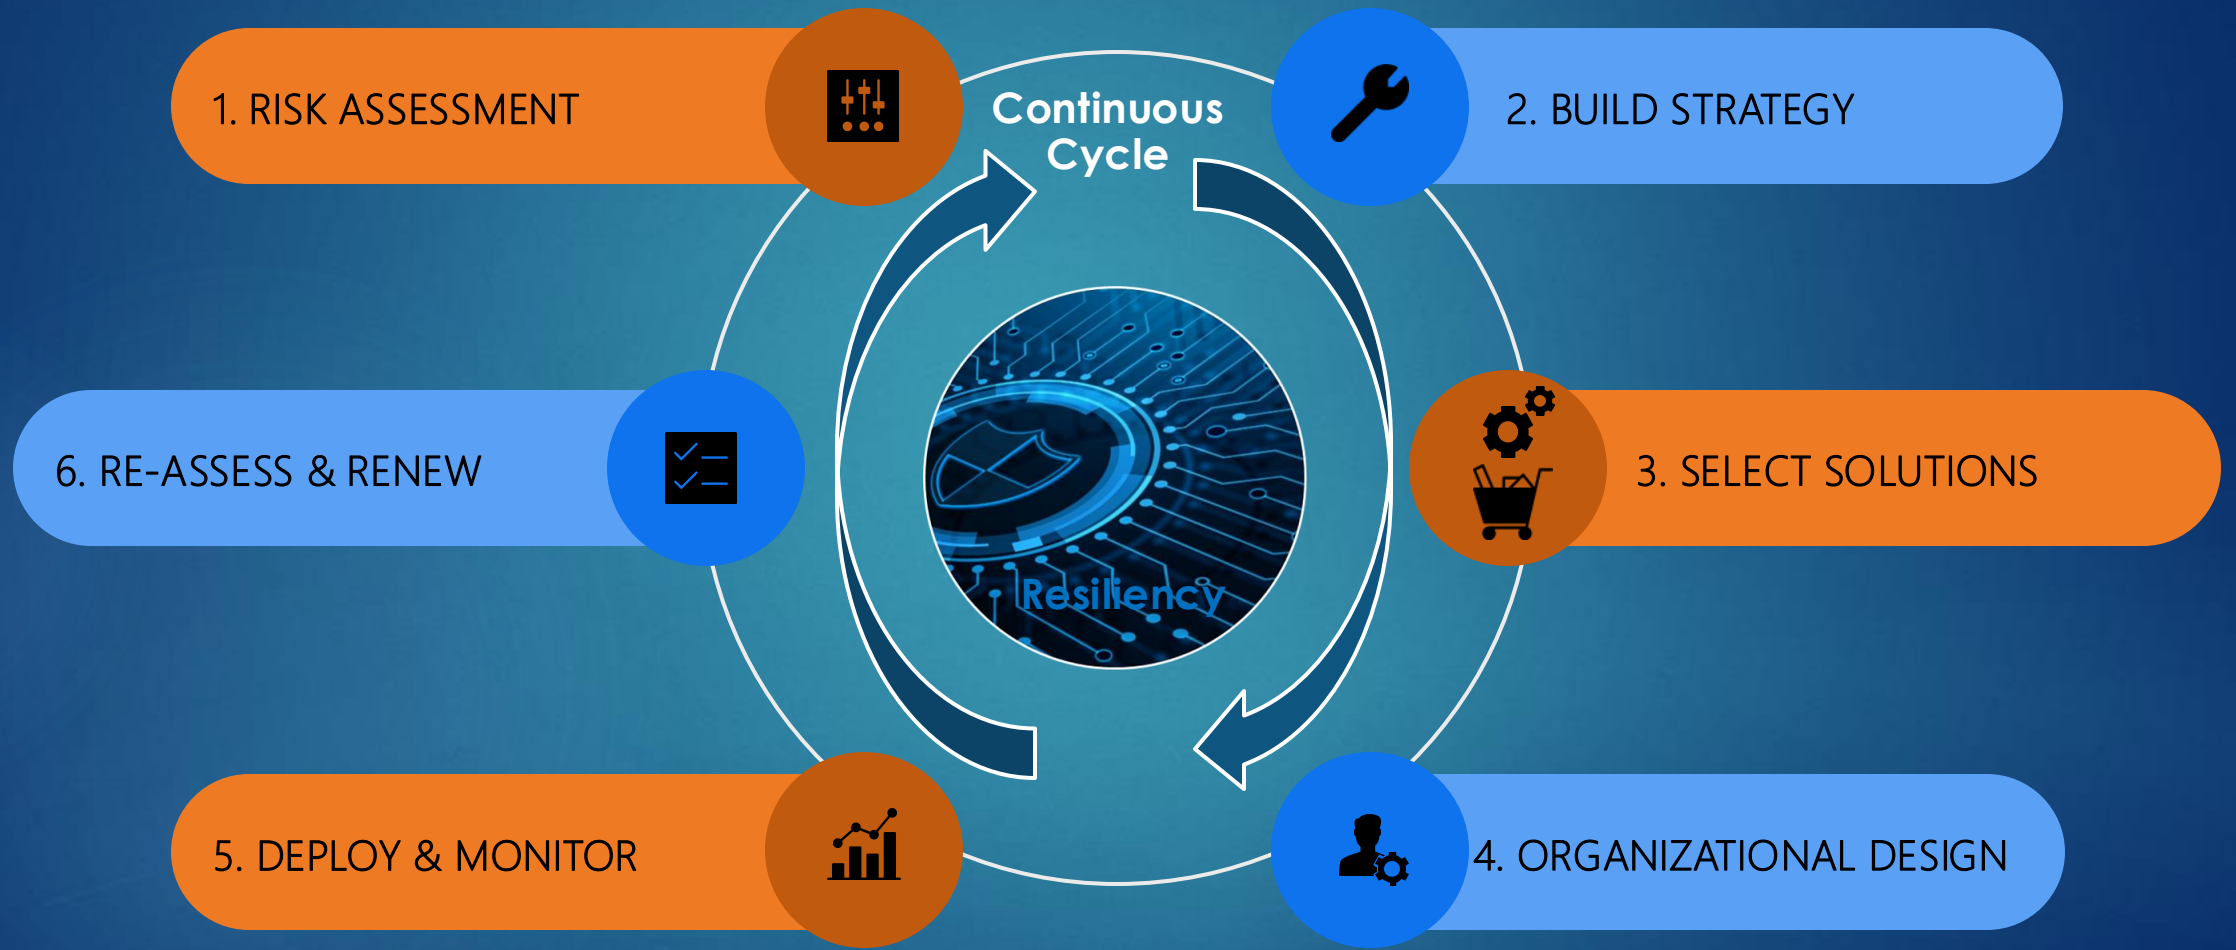 1. RISK ASSESSMENT
Continuous
Cycle
2. BUILD STRATEGY
6. RE-ASSESS & RENEW
3. SELECT SOLUTIONS
Resiliency
5. DEPLOY & MONITOR
4. ORGANIZATIONAL DESIGN